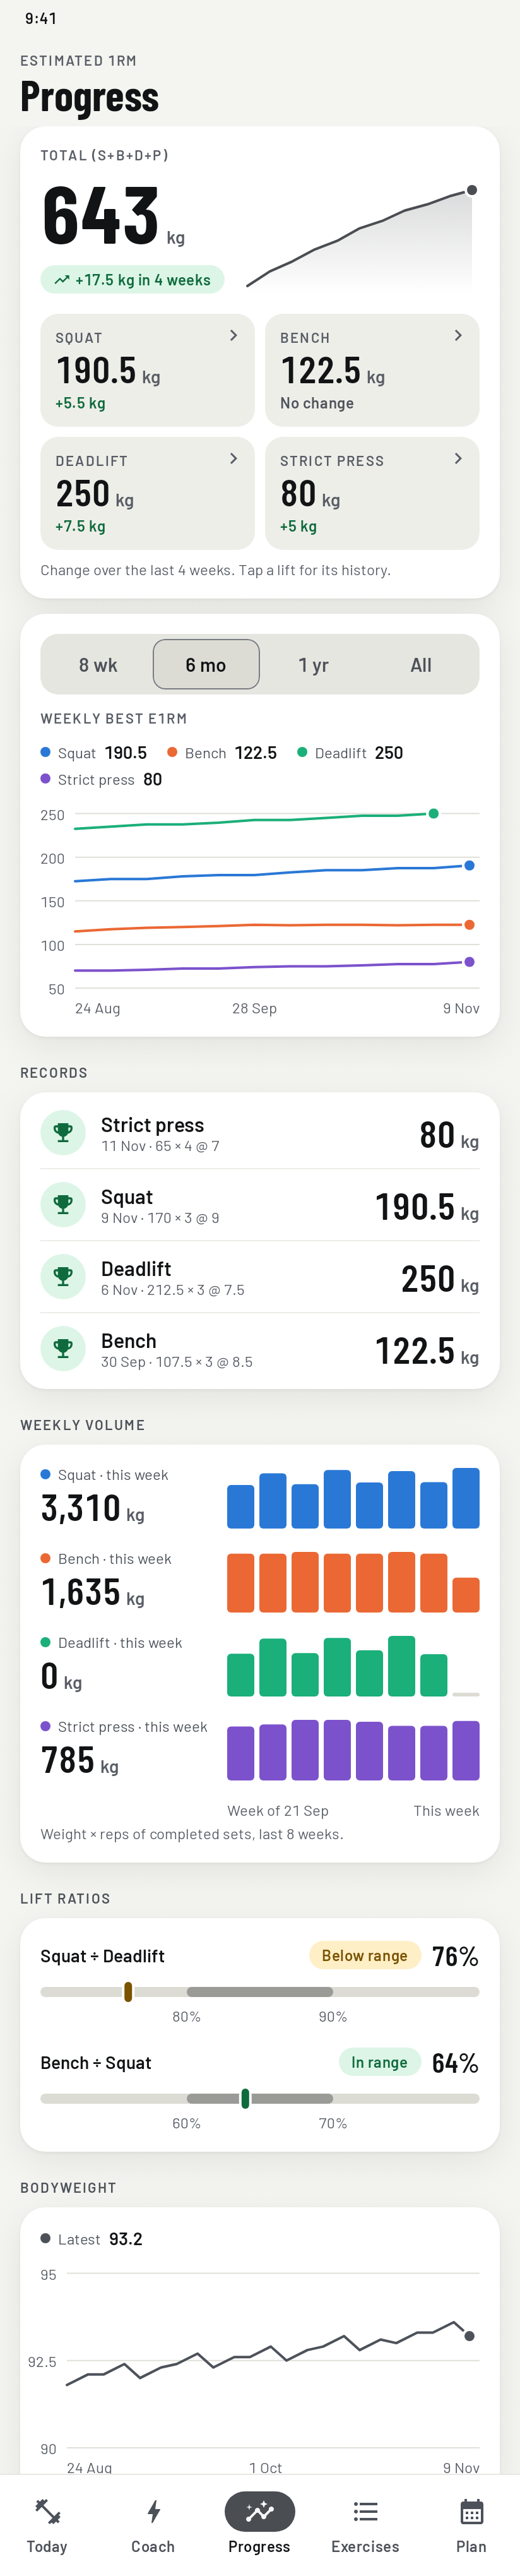 9:41
ESTIMATED 1RM
Progress
TOTAL (S+B+D+P)
643 kg
+17.5 kg in 4 weeks
SQUAT
190.5 kg
+5.5 kg
BENCH
122.5 kg
No change
DEADLIFT
250 kg
+7.5 kg
STRICT PRESS
80 kg
+5 kg
Change over the last 4 weeks. Tap a lift for its history.
8 wk 6 mo 1 yr All
WEEKLY BEST E1RM
Squat 190.5 Bench 122.5 Deadlift 250
Strict press 80
250
200
150
100
50
24 Aug 28 Sep 9 Nov
RECORDS
Strict press
11 Nov · 65 × 4 @ 7
80 kg
Squat
9 Nov · 170 × 3 @ 9
190.5 kg
Deadlift
6 Nov · 212.5 × 3 @ 7.5
250 kg
Bench
30 Sep · 107.5 × 3 @ 8.5
122.5 kg
WEEKLY VOLUME
Squat · this week
3,310 kg
Bench · this week
1,635 kg
Deadlift · this week
0 kg
Strict press · this week
785 kg
Week of 21 Sep This week
Weight × reps of completed sets, last 8 weeks.
LIFT RATIOS
Squat ÷ Deadlift Below range 76%
80% 90%
Bench ÷ Squat In range 64%
60% 70%
BODYWEIGHT
Latest 93.2
95
92.5
90
24 Aug 1 Oct 9 Nov
Today Coach Progress Exercises Plan